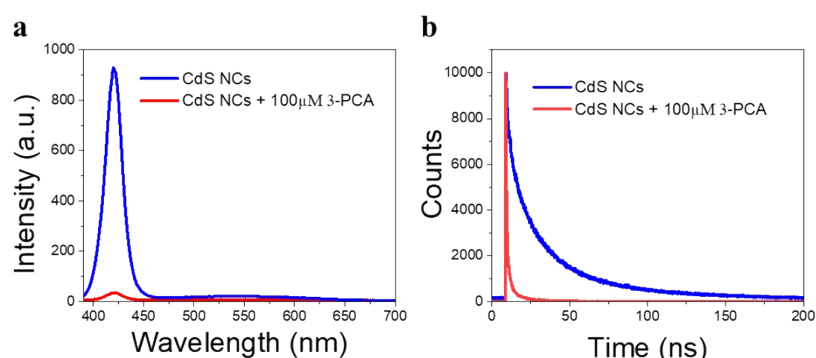 a
1000
800
600
400
200
0
400 450 500 550 600 650 700
Intensity (a.u.)
Wavelength (nm)
CdS NCs
CdS NCs + 100μM 3-PCA
b
10000
8000
6000
4000
2000
0
0 50 100 150 200
Counts
Time (ns)
CdS NCs
CdS NCs + 100μM 3-PCA